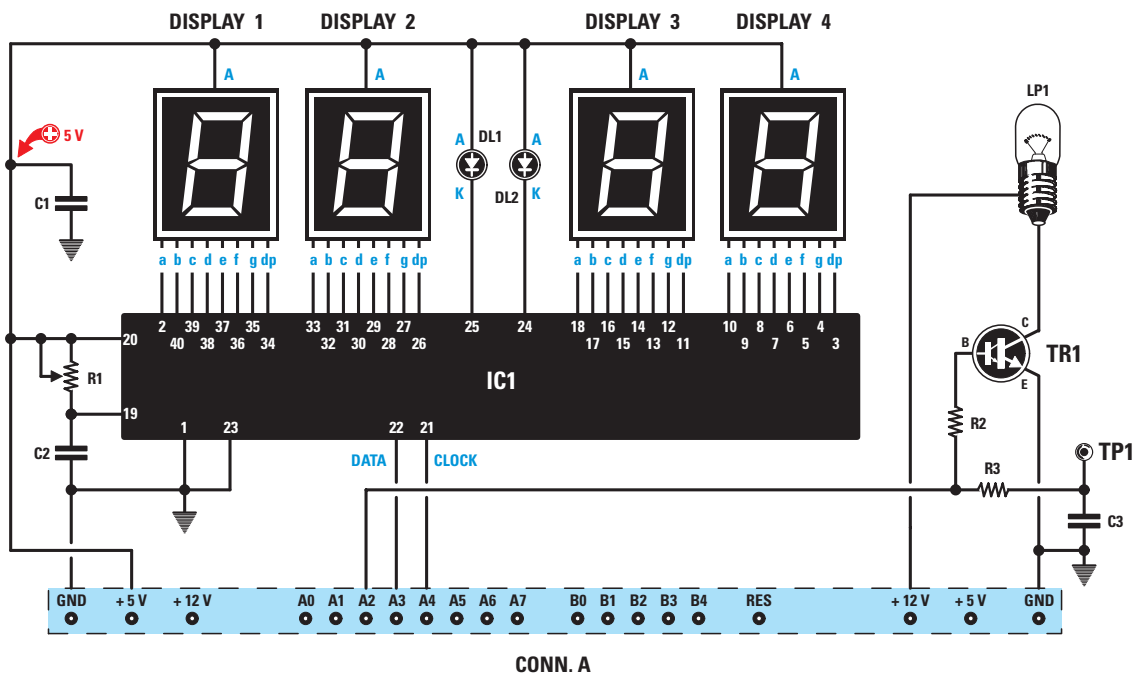 DISPLAY 1 DISPLAY 2 DISPLAY 3 DISPLAY 4
A A A A
LP1
5 V
A DL1 A
K DL2 K
C1
a b c d e f g dp a b c d e f g dp a b c d e f g dp a b c d e f g dp
2 39 37 35 33 31 29 27 25 24 18 16 14 12 10 8 6 4
40 38 36 34 32 30 28 26 17 15 13 11 9 7 5 3
20
C
B TR1
E
R1
IC1
19
1 23 22 21
R2
C2
DATA CLOCK
TP1
R3
C3
GND + 5 V + 12 V A0 A1 A2 A3 A4 A5 A6 A7 B0 B1 B2 B3 B4 RES + 12 V + 5 V GND
CONN. A